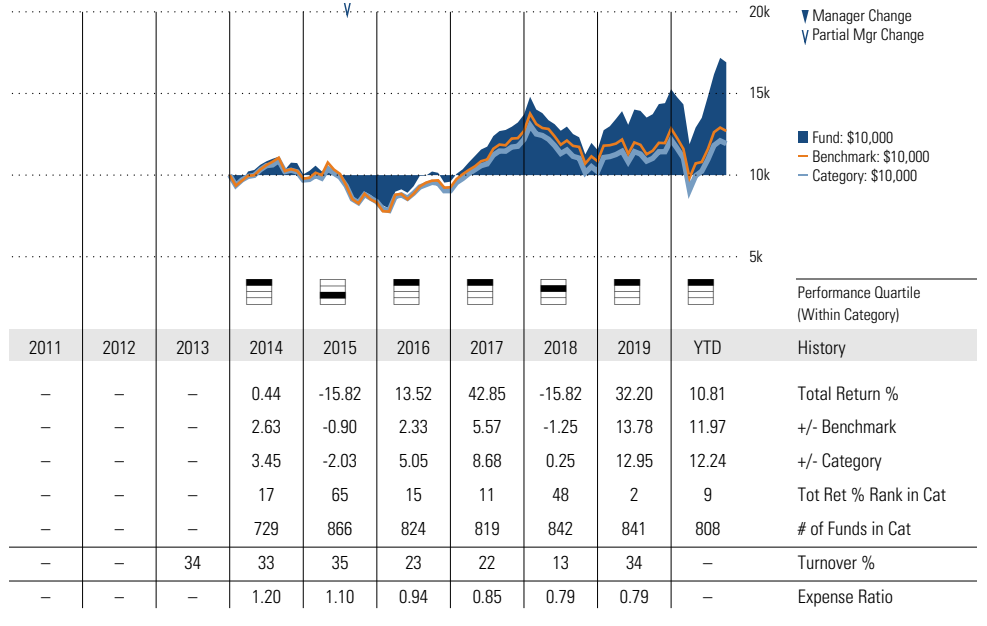 20k
Manager Change
Partial Mgr Change
15k
Fund: $10,000
Benchmark: $10,000
10k
Category: $10,000
5k
Performance Quartile
(Within Category)
2011 2012 2013 2014 2015 2016 2017 2018 2019 YTD History
– – – 0.44 -15.82 13.52 42.85 -15.82 32.20 10.81 Total Return %
– – – 2.63 -0.90 2.33 5.57 -1.25 13.78 11.97 +/- Benchmark
– – – 3.45 -2.03 5.05 8.68 0.25 12.95 12.24 +/- Category
– – – 17 65 15 11 48 2 9 Tot Ret % Rank in Cat
– – – 729 866 824 819 842 841 808 # of Funds in Cat
– – 34 33 35 23 22 13 34 – Turnover %
– – – 1.20 1.10 0.94 0.85 0.79 0.79 – Expense Ratio